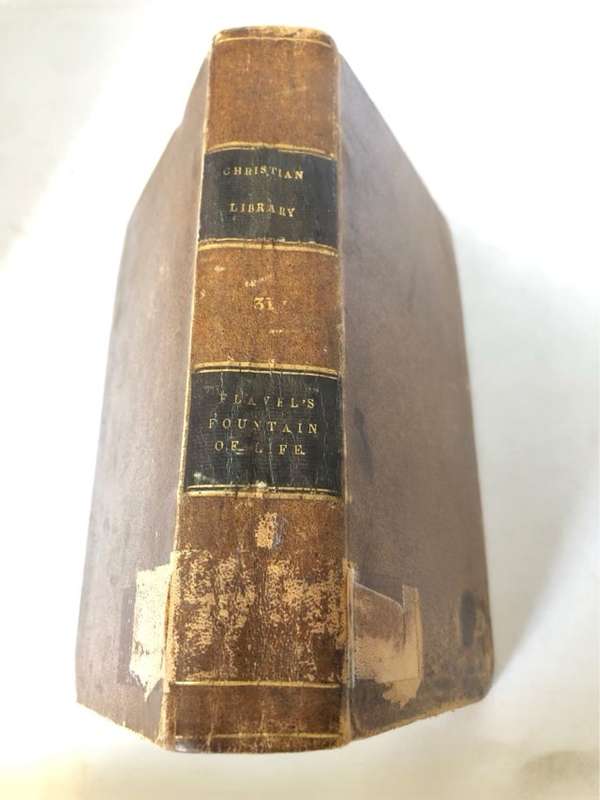 CHRISTIAN
LIBRARY
31
FLAVEL'S
FOUNTAIN
OF LIFE.